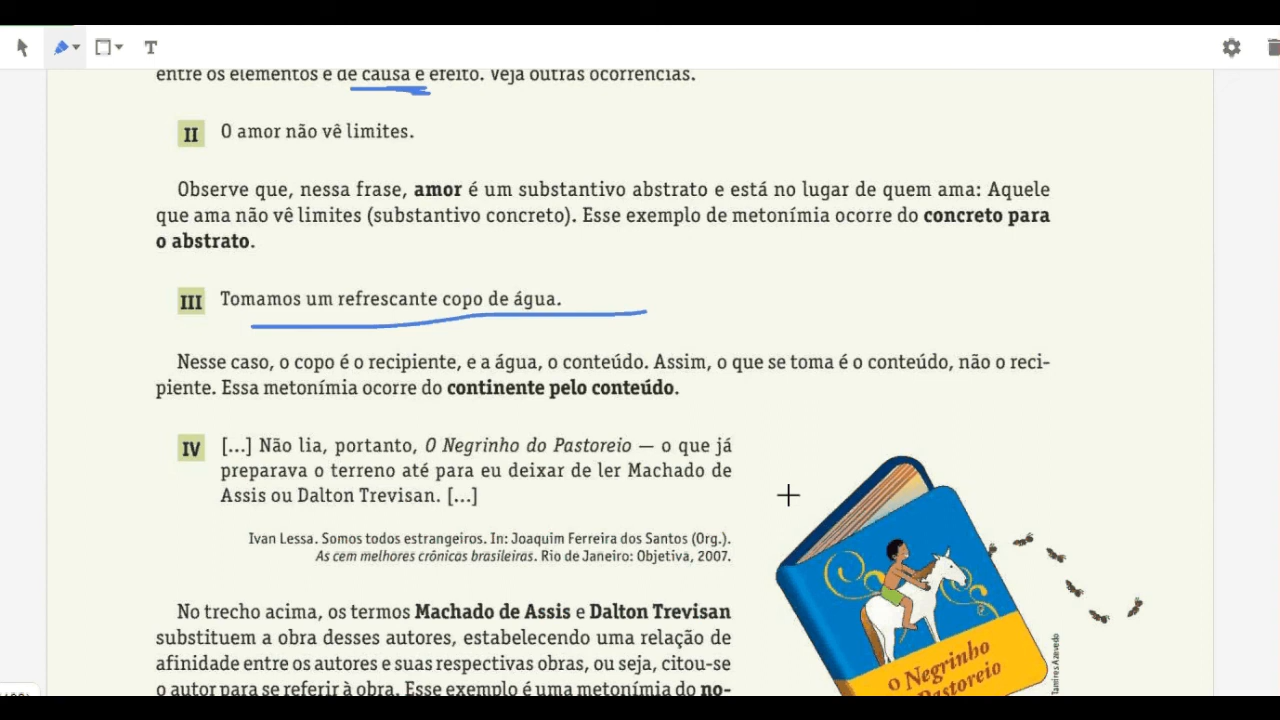 T
entre os elementos e de causa e efeito. Veja outras ocorrências.
II O amor não vê limites.
Observe que, nessa frase, amor é um substantivo abstrato e está no lugar de quem ama: Aquele
que ama não vê limites (substantivo concreto). Esse exemplo de metonímia ocorre do concreto para
o abstrato.
III Tomamos um refrescante copo de água.
Nesse caso, o copo é o recipiente, e a água, o conteúdo. Assim, o que se toma é o conteúdo, não o reci-
piente. Essa metonímia ocorre do continente pelo conteúdo.
IV [...] Não lia, portanto, O Negrinho do Pastoreio — o que já
preparava o terreno até para eu deixar de ler Machado de
Assis ou Dalton Trevisan. [...]
Ivan Lessa. Somos todos estrangeiros. In: Joaquim Ferreira dos Santos (Org.).
As cem melhores crônicas brasileiras. Rio de Janeiro: Objetiva, 2007.
No trecho acima, os termos Machado de Assis e Dalton Trevisan
substituem a obra desses autores, estabelecendo uma relação de
afinidade entre os autores e suas respectivas obras, ou seja, citou-se
o autor para se referir à obra. Esse exemplo é uma metonímia do no-
o Negrinho
Pastoreio
Tamires Azevedo